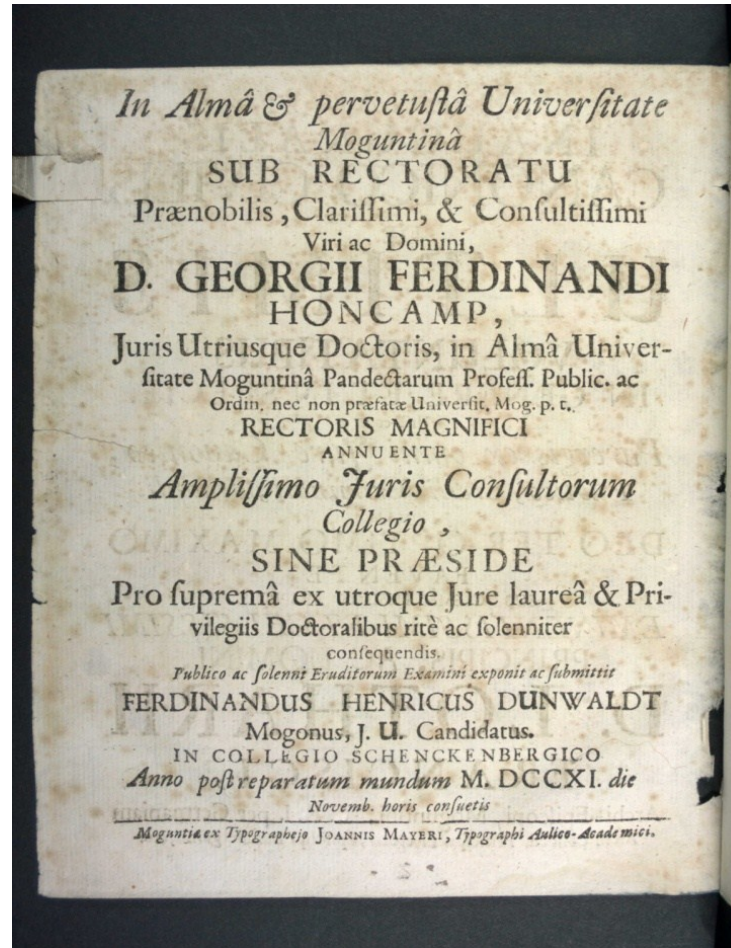 In Almâ & pervetuſtâ Univerſitate
Moguntinâ
SUB RECTORATU
Prænobilis, Clariſſimi, & Conſultiſſimi
Viri ac Domini,
D. GEORGII FERDINANDI
HONCAMP,
Juris Utriusque Doctoris, in Almâ Univer-
ſitate Moguntinâ Pandectarum Profeſſ. Public. ac
Ordin. nec non præfatæ Univerſit. Mog. p. t.
RECTORIS MAGNIFICI
ANNUENTE
Ampliſſimo Juris Conſultorum
Collegio,
SINE PRÆSIDE
Pro ſupremâ ex utroque Jure laureâ & Pri-
vilegiis Doctoralibus ritè ac ſolenniter
conſequendis.
Publico ac ſolenni Eruditorum Examini exponit ac ſubmittit
FERDINANDUS HENRICUS DUNWALDT
Mogonus, J. U. Candidatus.
IN COLLEGIO SCHENCKENBERGICO
Anno poſt reparatum mundum M. DCCXI. die
Novemb. horis conſuetis
Moguntiæ ex Typographejo JOANNIS MAYERI, Typographi Aulico-Academici.